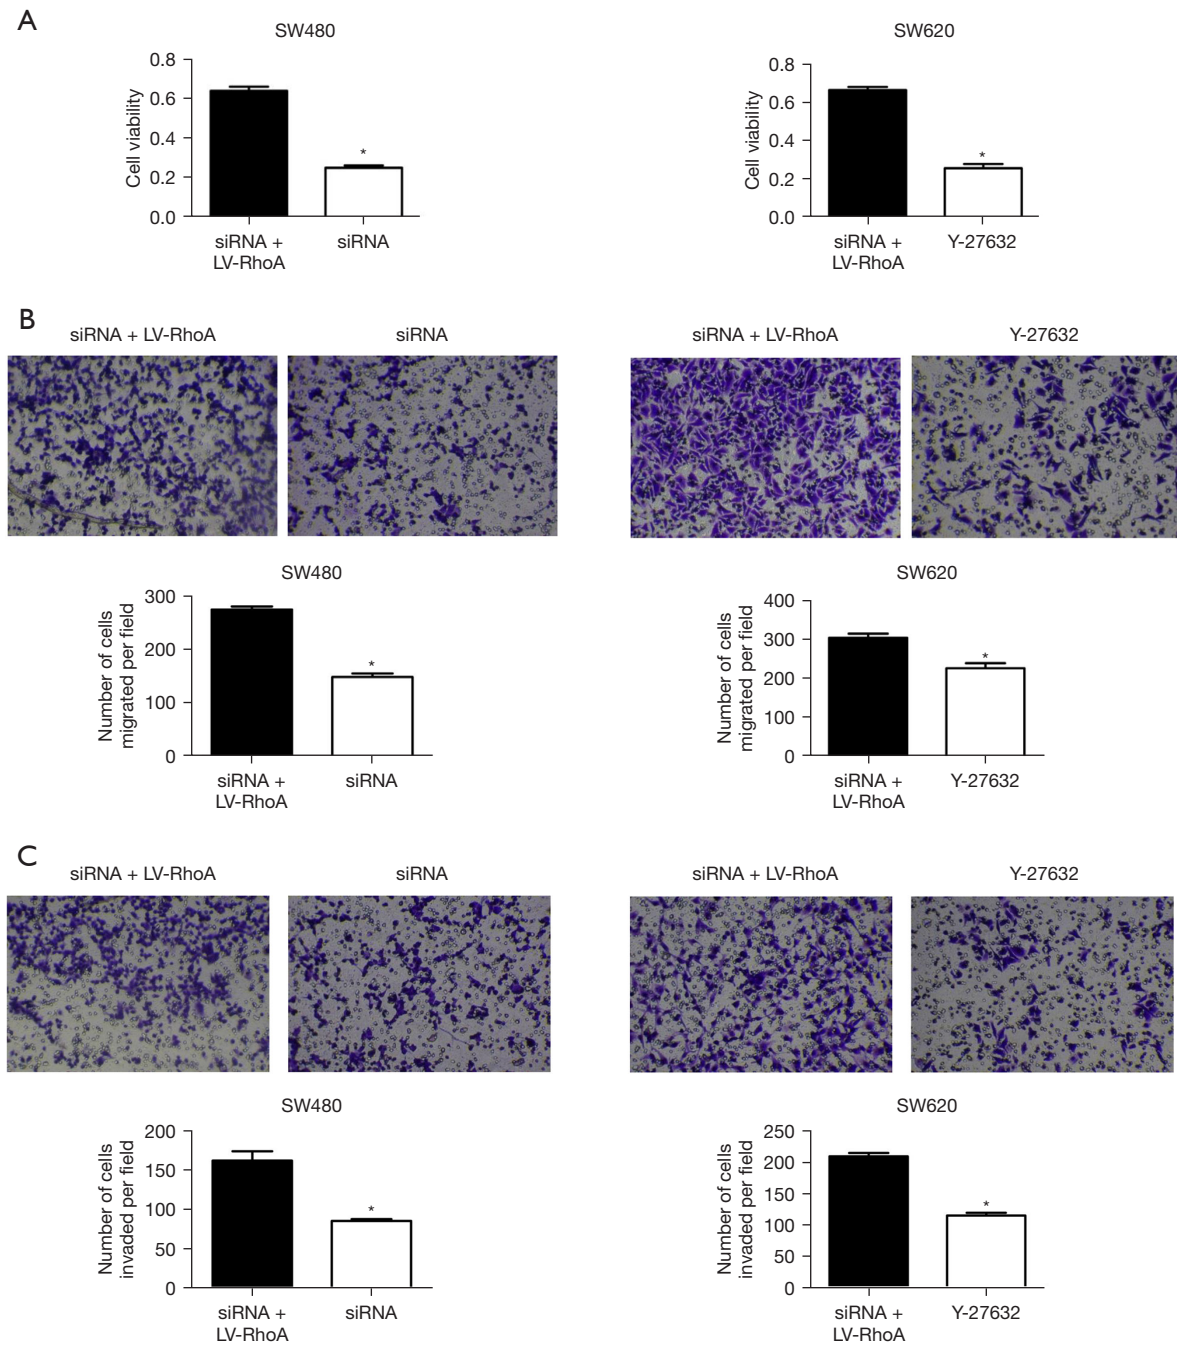 A
SW480
0.8
0.6
0.4
0.2
0.0
Cell viability
*
siRNA +
LV-RhoA
siRNA
SW620
0.8
0.6
0.4
0.2
0.0
Cell viability
*
siRNA +
LV-RhoA
Y-27632
B
siRNA + LV-RhoA
siRNA
siRNA + LV-RhoA
Y-27632
SW480
300
200
100
0
Number of cells
migrated per field
*
siRNA +
LV-RhoA
siRNA
SW620
400
300
200
100
0
Number of cells
migrated per field
*
siRNA +
LV-RhoA
Y-27632
C
siRNA + LV-RhoA
siRNA
siRNA + LV-RhoA
Y-27632
SW480
200
150
100
50
0
Number of cells
invaded per field
*
siRNA +
LV-RhoA
siRNA
SW620
250
200
150
100
50
0
Number of cells
invaded per field
*
siRNA +
LV-RhoA
Y-27632